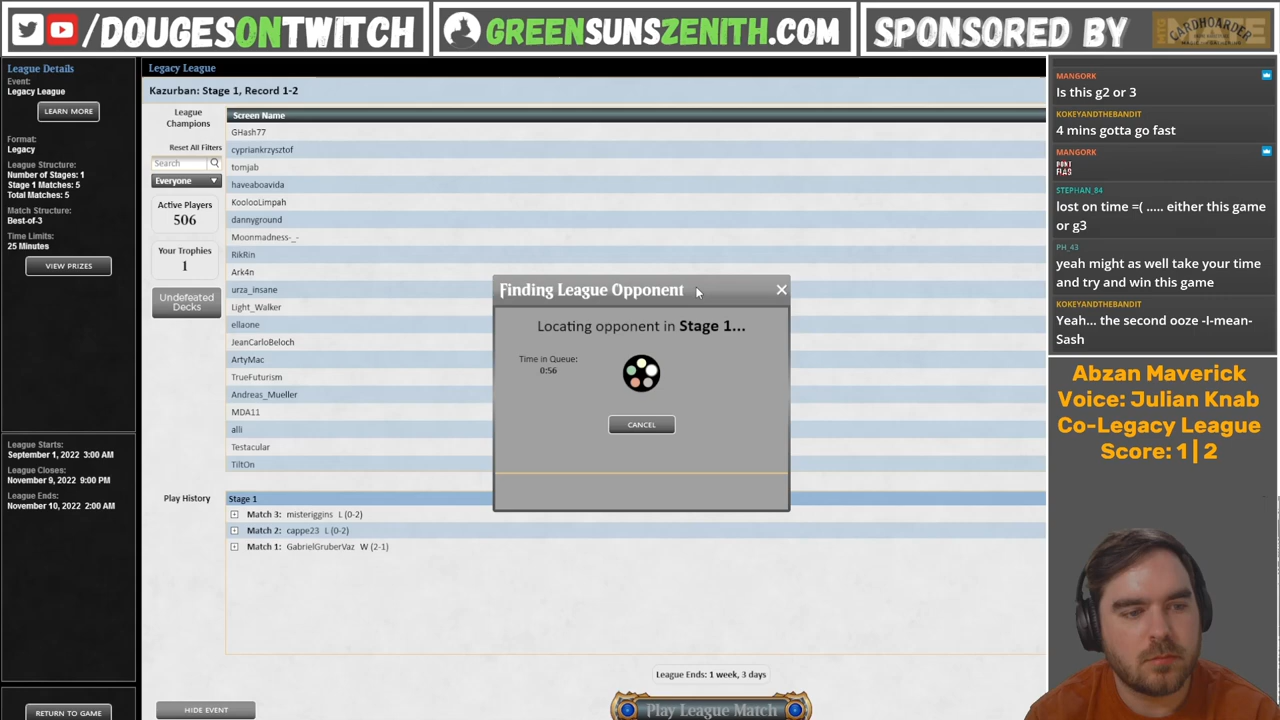 /DOUGESONTWITCH
GREENSUNSZENITH.COM
SPONSORED BY
CARDHOARDER
League Details
Event:
Legacy League
LEARN MORE
Format:
Legacy
League Structure:
Number of Stages: 1
Stage 1 Matches: 5
Total Matches: 5
Match Structure:
Best-of-3
Time Limits:
25 Minutes
VIEW PRIZES
League Starts:
September 1, 2022 3:00 AM
League Closes:
November 9, 2022 9:00 PM
League Ends:
November 10, 2022 2:00 AM
RETURN TO GAME
Legacy League
Kazurban: Stage 1, Record 1-2
League
Champions
Reset All Filters
Search
Everyone
Active Players
506
Your Trophies
1
Undefeated
Decks
Screen Name
GHash77
cypriankrzysztof
tomjab
haveaboavida
KoolooLimpah
dannyground
Moonmadness-_-
RikRin
Ark4n
urza_insane
Light_Walker
ellaone
JeanCarloBeloch
ArtyMac
TrueFuturism
Andreas_Mueller
MDA11
alli
Testacular
TiltOn
Finding League Opponent
Locating opponent in Stage 1...
Time in Queue:
0:56
CANCEL
Play History
Stage 1
Match 3: misteriggins L (0-2)
Match 2: cappe23 L (0-2)
Match 1: GabrielGruberVaz W (2-1)
League Ends: 1 week, 3 days
HIDE EVENT
Play League Match
MANGORK
Is this g2 or 3
KOKEYANDTHEBANDIT
4 mins gotta go fast
MANGORK
STEPHAN_84
lost on time =( ..... either this game
or g3
PH_43
yeah might as well take your time
and try and win this game
KOKEYANDTHEBANDIT
Yeah... the second ooze -I-mean-
Sash
Abzan Maverick
Voice: Julian Knab
Co-Legacy League
Score: 1 | 2